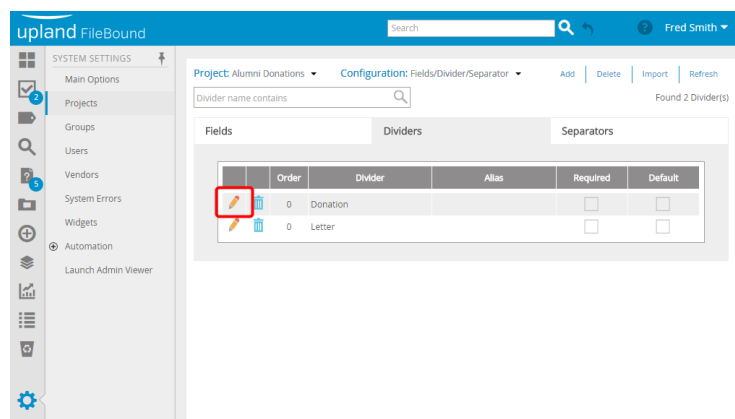 upland FileBound
Search
Fred Smith
SYSTEM SETTINGS
Main Options
Projects
Groups
Users
Vendors
System Errors
Widgets
Automation
Launch Admin Viewer
2
5
Project: Alumni Donations Configuration: Fields/Divider/Separator Add Delete Import Refresh
Divider name contains Found 2 Divider(s)
Fields Dividers Separators
Order Divider Alias Required Default
0 Donation
0 Letter